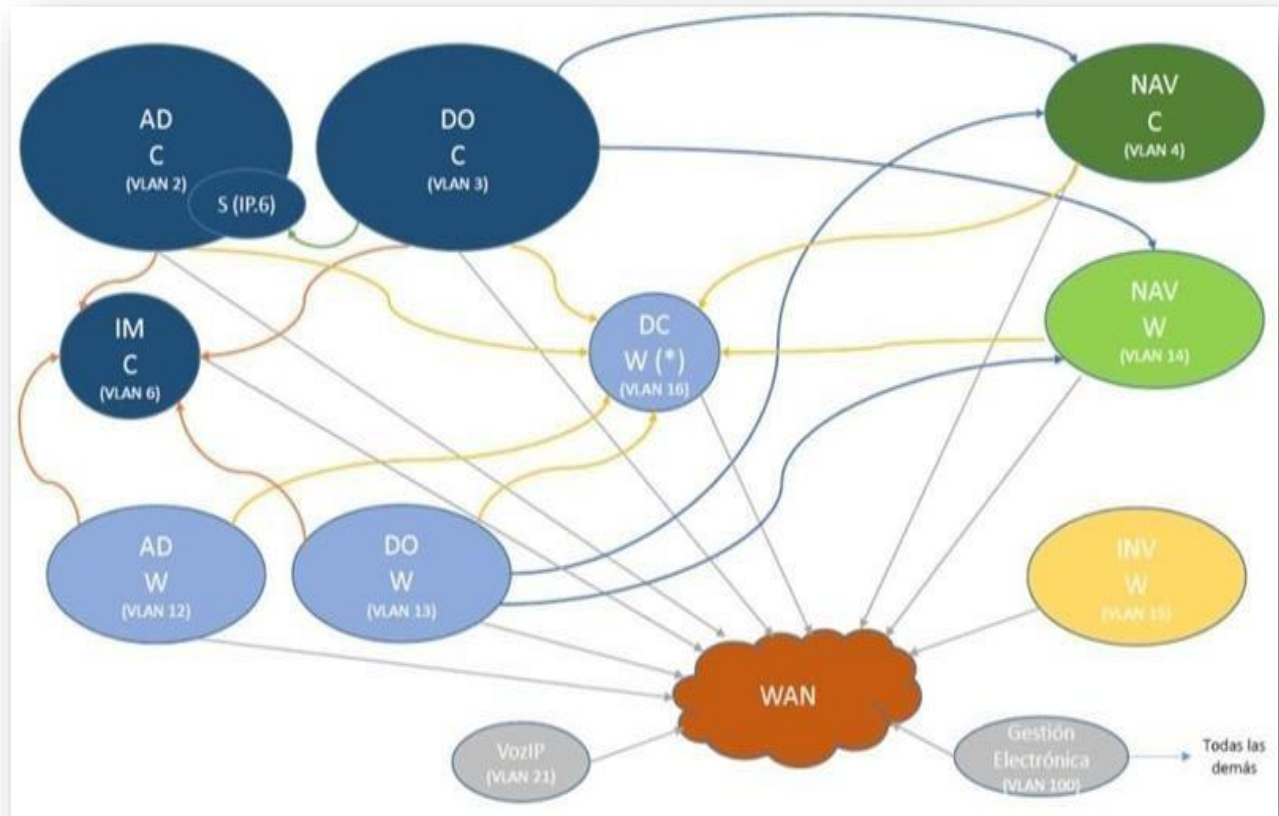 AD
C
(VLAN 2)
S (IP.6)
DO
C
(VLAN 3)
NAV
C
(VLAN 4)
IM
C
(VLAN 6)
DC
W (*)
(VLAN 16)
NAV
W
(VLAN 14)
AD
W
(VLAN 12)
DO
W
(VLAN 13)
INV
W
(VLAN 15)
WAN
VozIP
(VLAN 21)
Gestión
Electrónica
(VLAN 100)
Todas las
demás